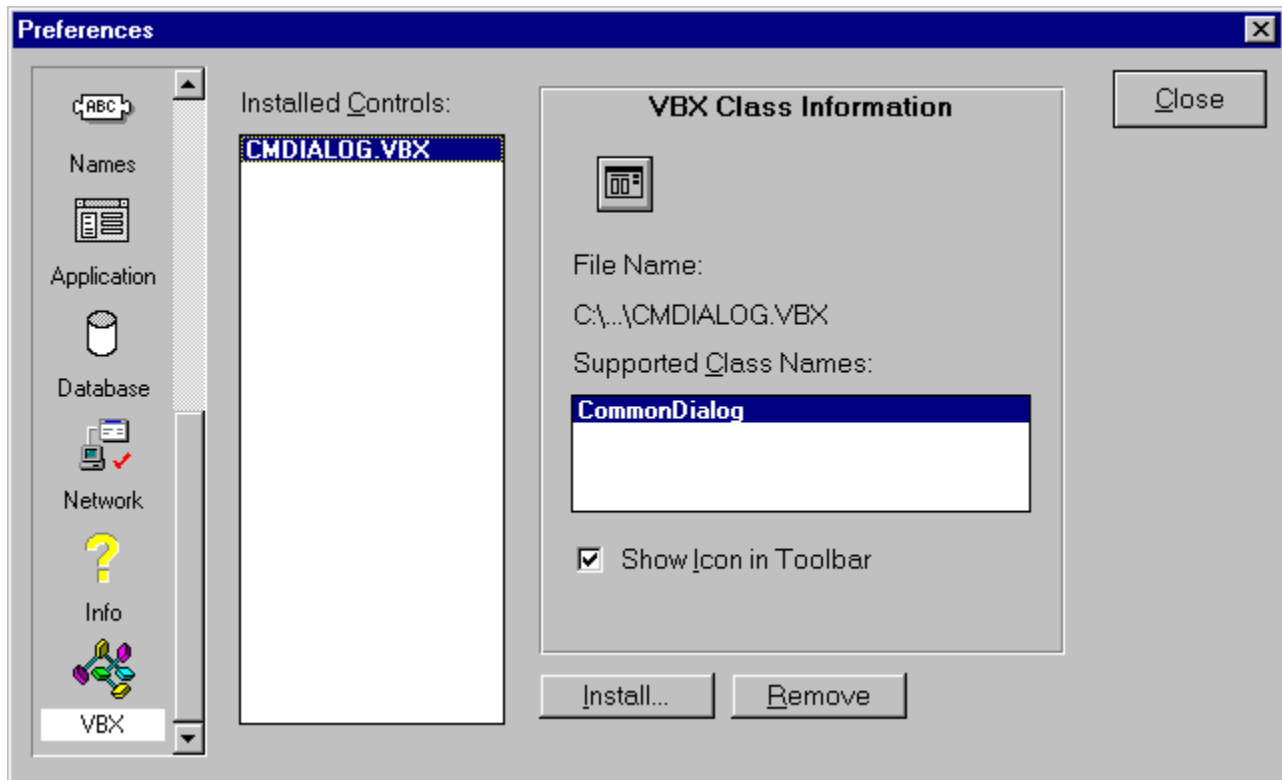 Preferences
ABC
Names
Application
Database
Network
Info
VBX
Installed Controls:
CMDIALOG.VBX
VBX Class Information
File Name:
C:\...\CMDIALOG.VBX
Supported Class Names:
CommonDialog
Show Icon in Toolbar
Install...
Remove
Close